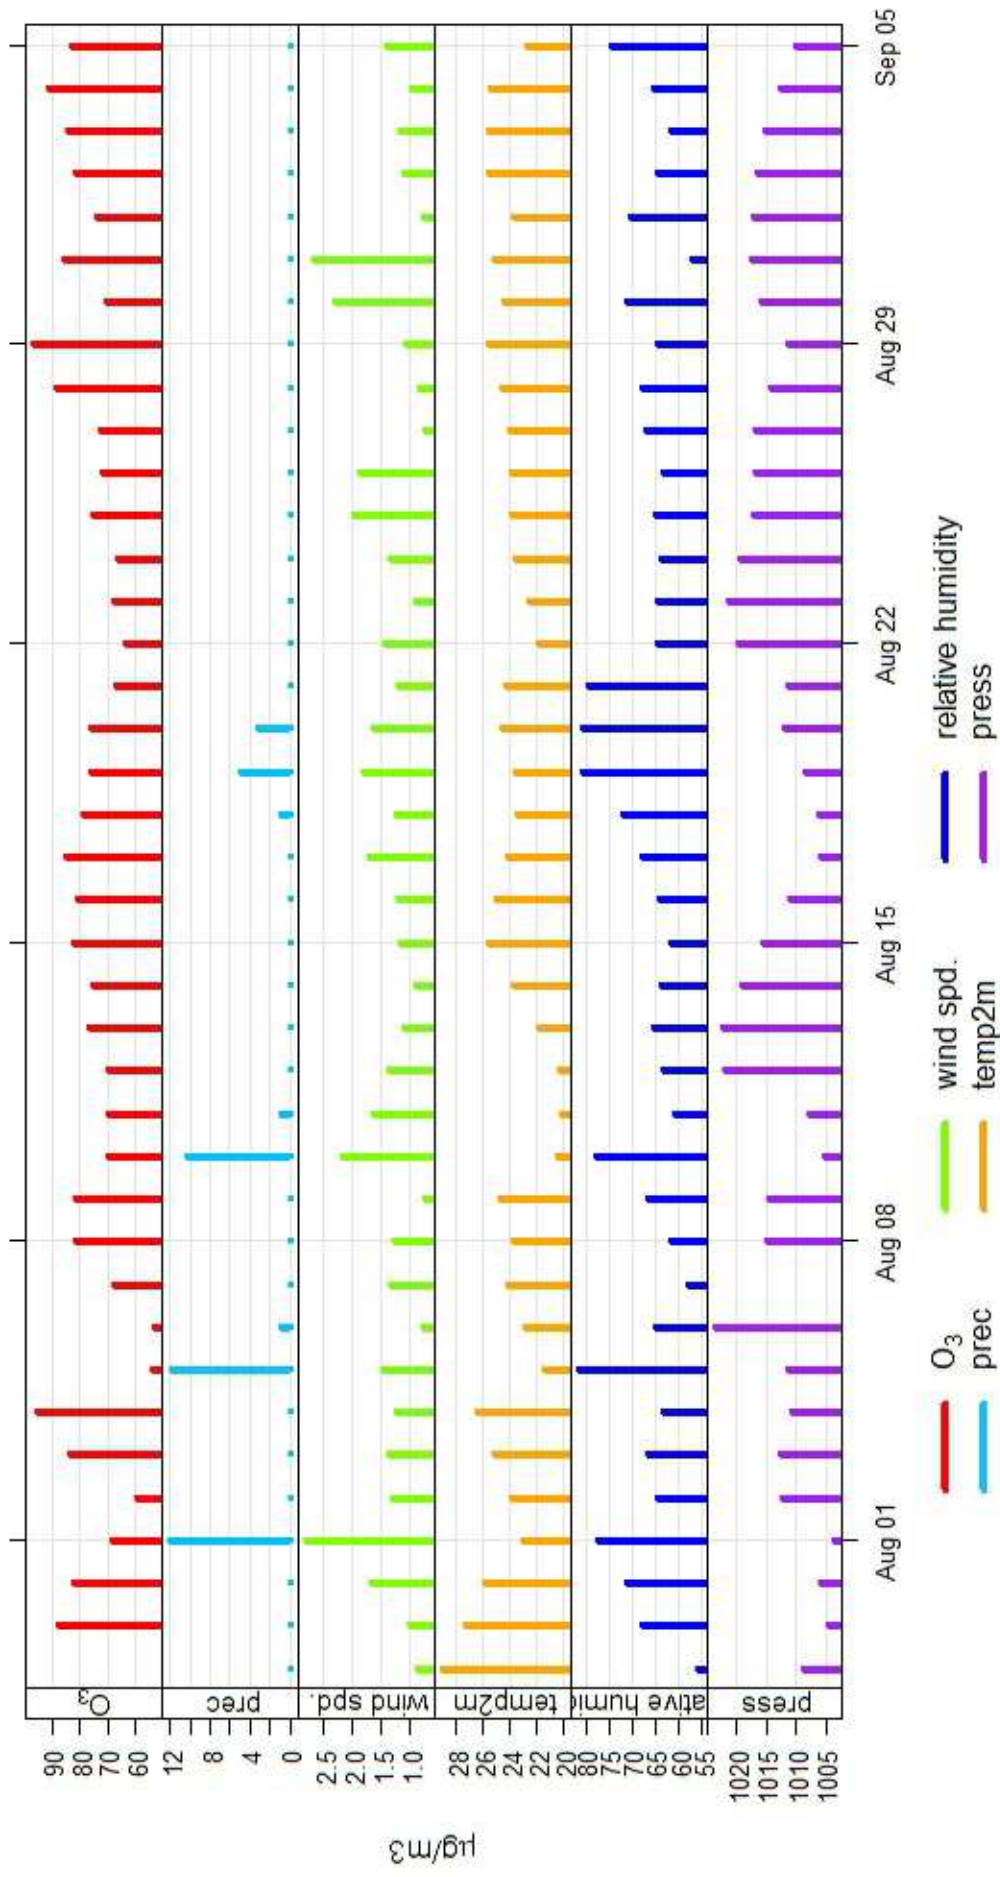 µg/m3
O₃
90
80
70
60
prec
12
8
4
0
wind spd.
2.5
2.0
1.5
1.0
temp2m
28
26
24
22
20
ative humic
80
75
70
65
60
55
press
1020
1015
1010
1005
Aug 01 Aug 08 Aug 15 Aug 22 Aug 29 Sep 05
O₃ wind spd. relative humidity
prec temp2m press